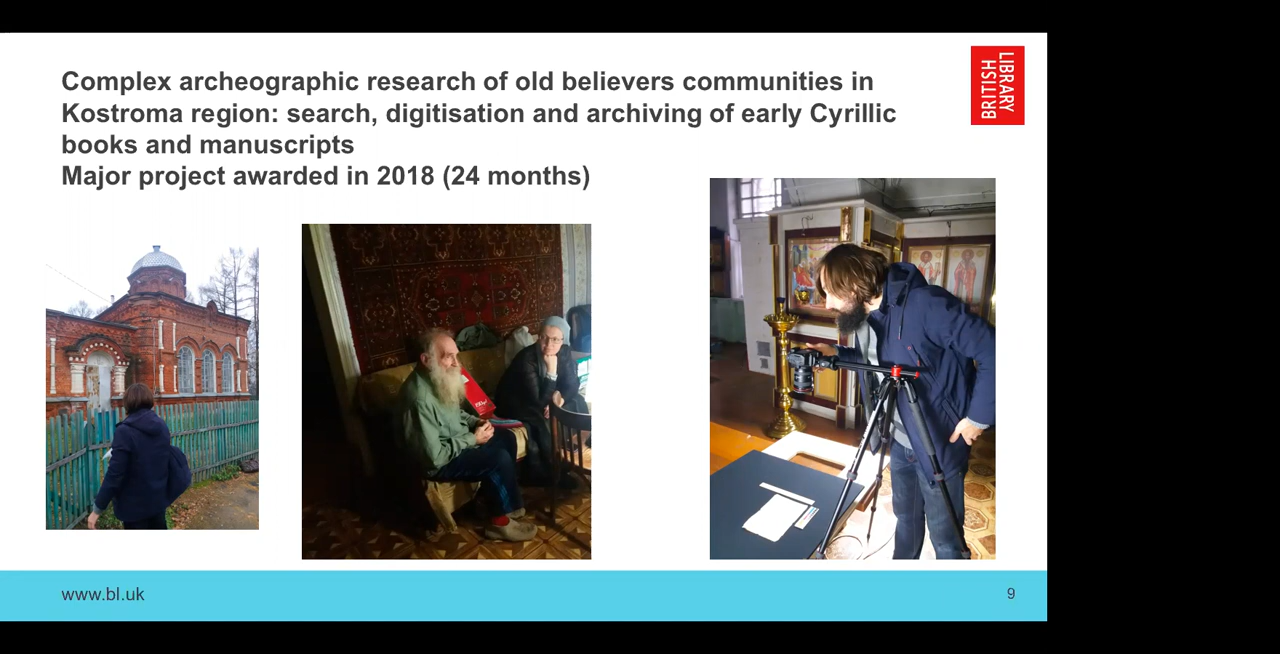 Complex archeographic research of old believers communities in
Kostroma region: search, digitisation and archiving of early Cyrillic
books and manuscripts
Major project awarded in 2018 (24 months)
BRITISH
LIBRARY
www.bl.uk
9